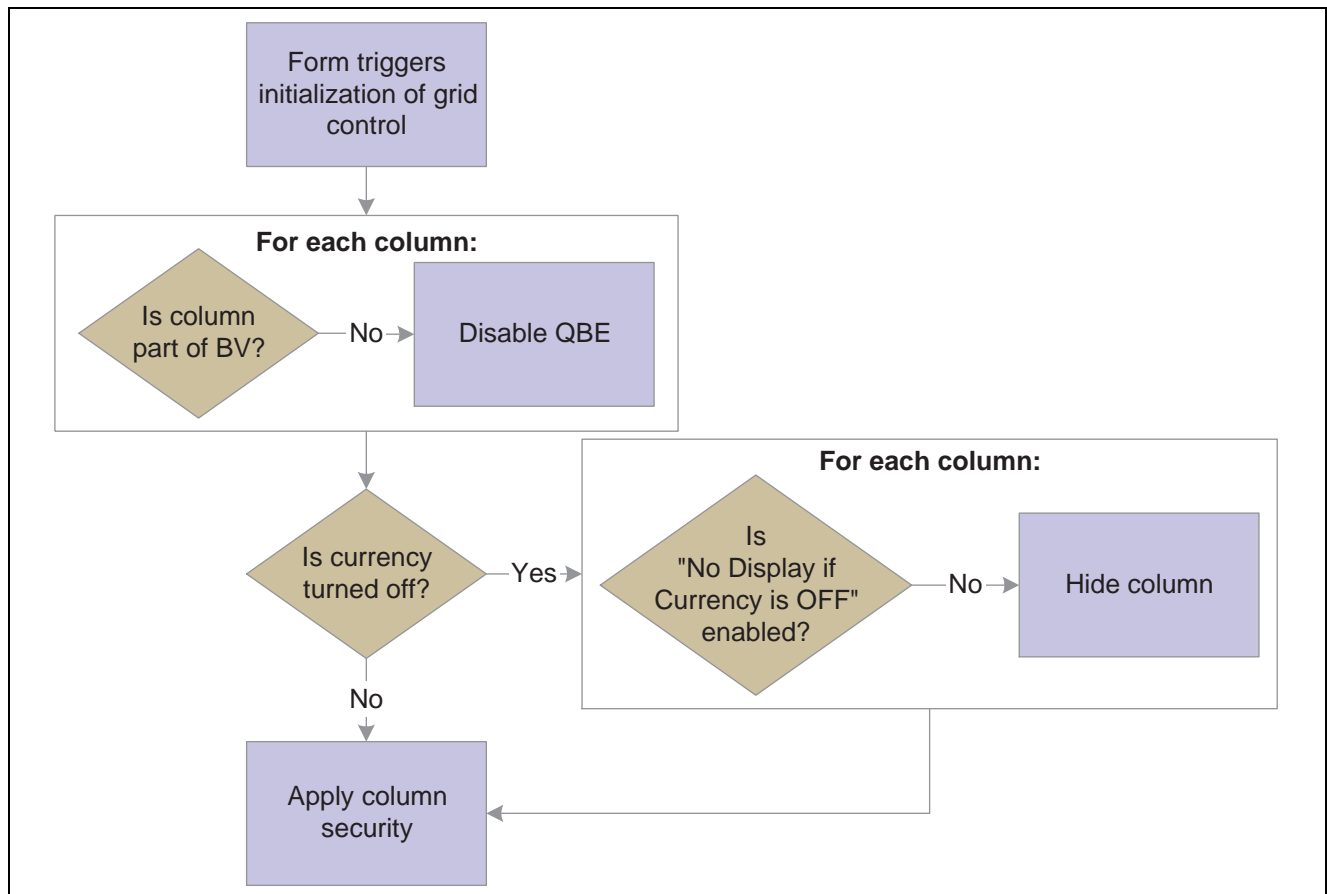 Form triggers
initialization of grid
control
For each column:
Is column
part of BV?
No
Disable QBE
For each column:
Is currency
turned off?
Yes
Is
"No Display if
Currency is OFF"
enabled?
No
Hide column
No
Apply column
security